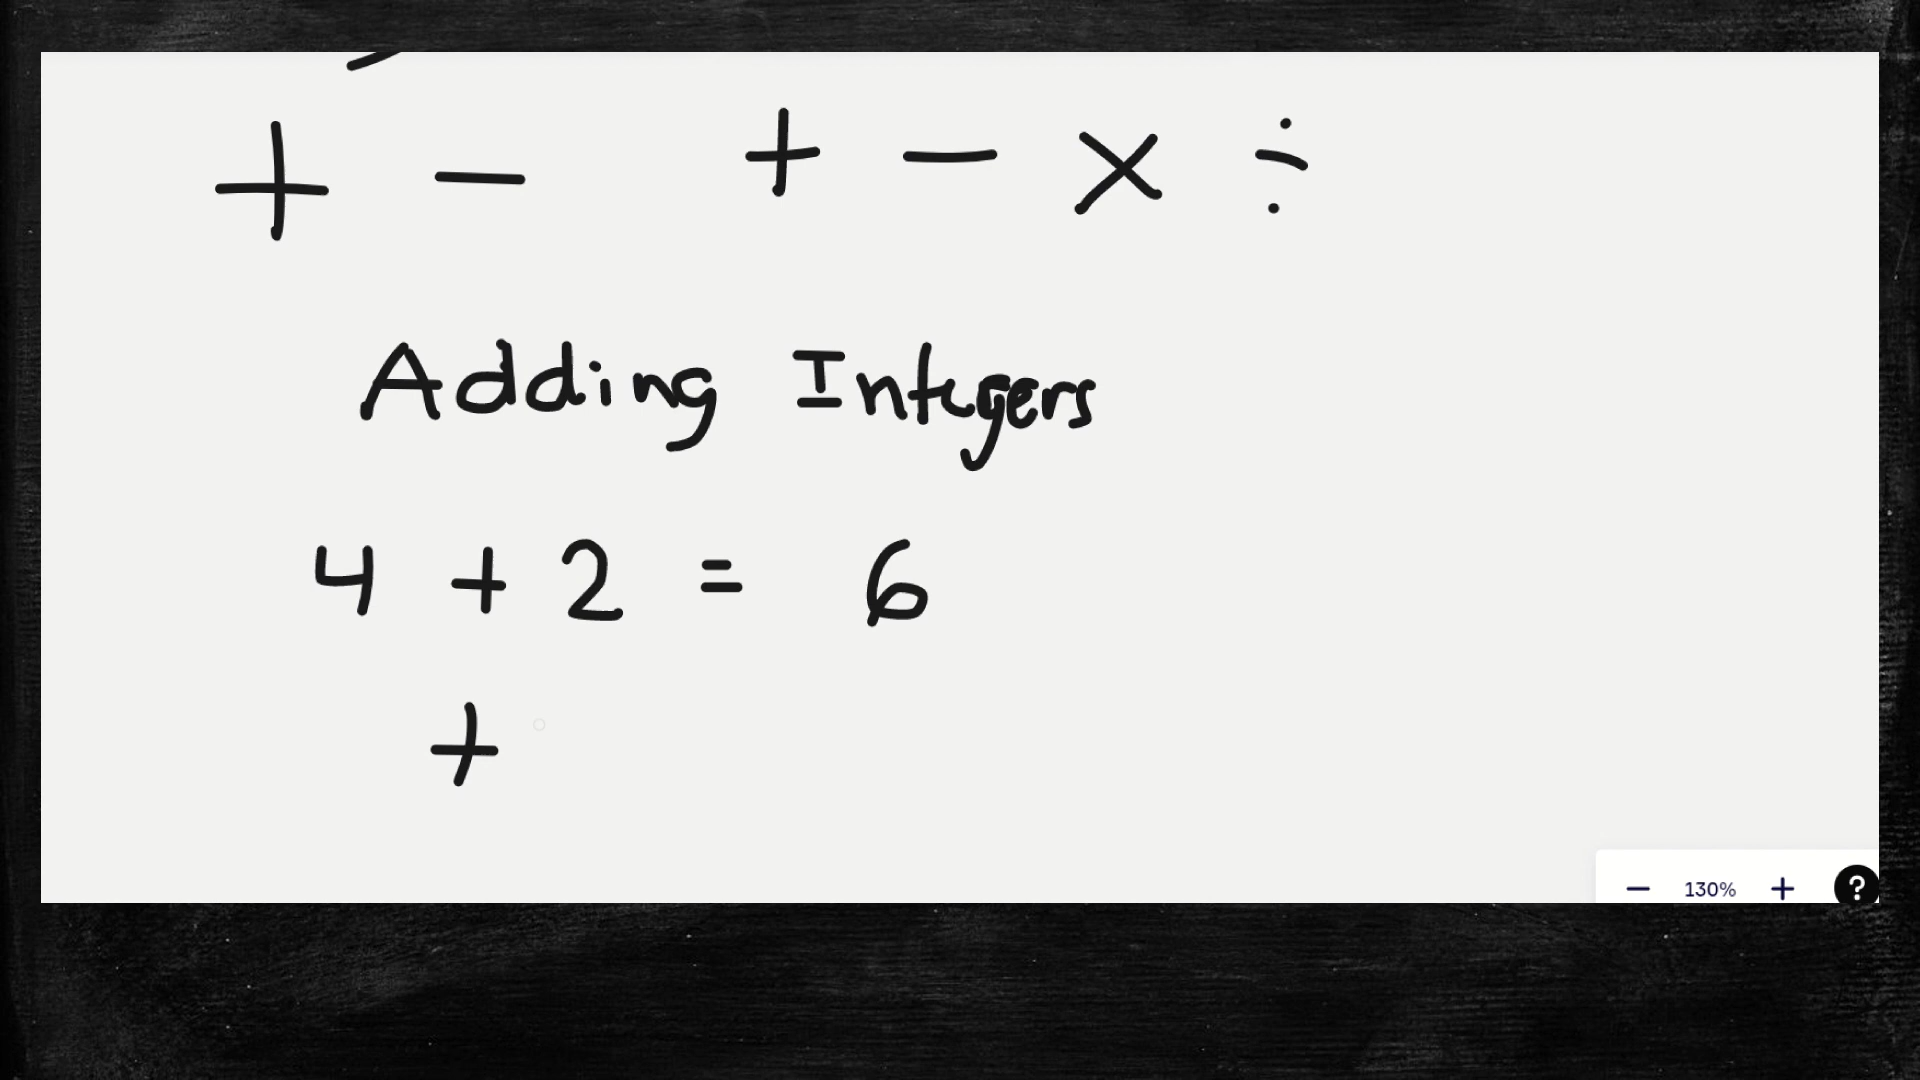 + - + - × ÷
Adding Integers
4 + 2 = 6
+
- 130% + ?